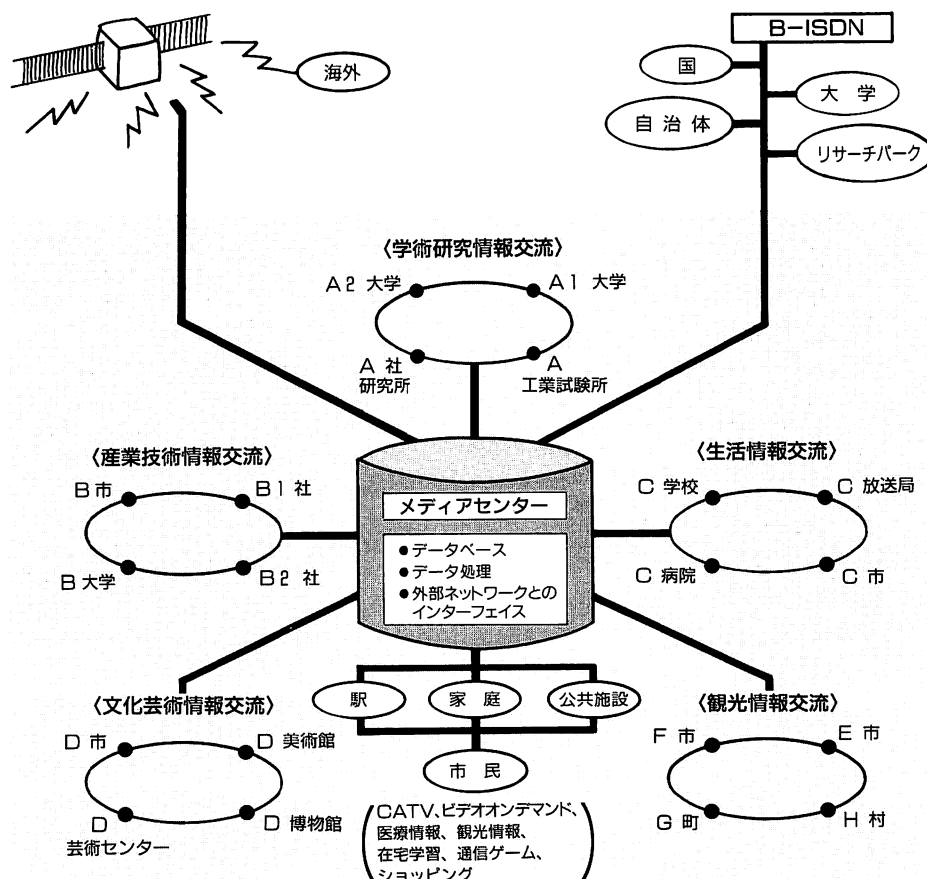 B-ISDN
海外
国
大 学
自 治 体
リサーチパーク
〈学術研究情報交流〉
A2 大学
A1 大学
A 社
研究所
A
工業試験所
〈産業技術情報交流〉
B 市
B1 社
B 大学
B2 社
〈生活情報交流〉
C 学校
C 放送局
C 病院
C 市
メディアセンター
●データベース
●データ処理
●外部ネットワークとの
インターフェイス
駅
家 庭
公共施設
市 民
(CATV、ビデオオンデマンド、
医療情報、観光情報、
在宅学習、通信ゲーム、
ショッピング
〈文化芸術情報交流〉
D 市
D 美術館
D
芸術センター
D 博物館
〈観光情報交流〉
F 市
E 市
G 町
H 村